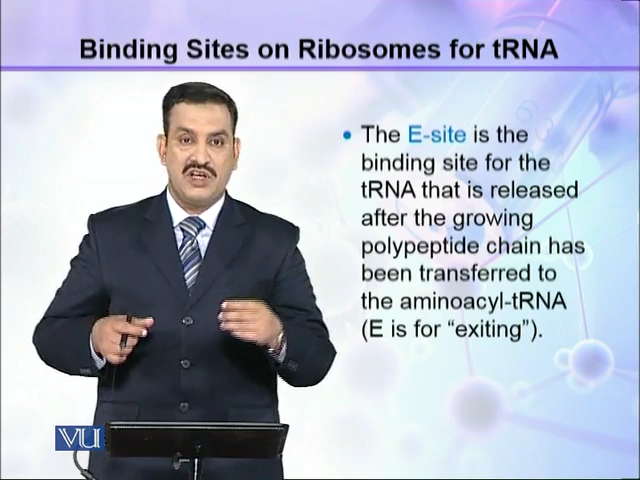 Binding Sites on Ribosomes for tRNA
• The E-site is the
binding site for the
tRNA that is released
after the growing
polypeptide chain has
been transferred to
the aminoacyl-tRNA
(E is for “exiting”).
VU